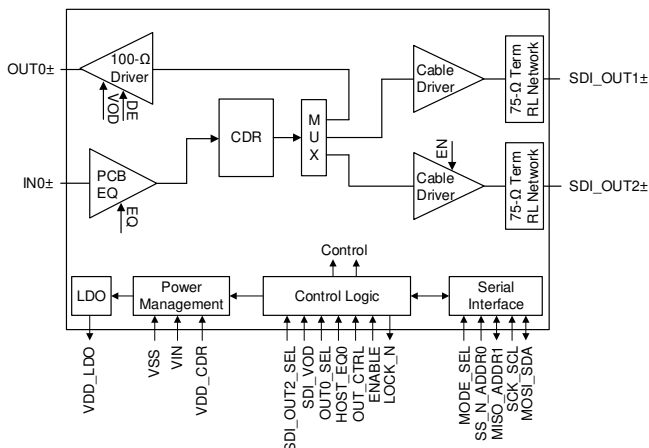 OUT0±
100-Ω
Driver
VOD
DE
IN0±
PCB
EQ
EQ
CDR
M
U
X
Cable
Driver
75-Ω Term
RL Network
SDI_OUT1±
EN
Cable
Driver
75-Ω Term
RL Network
SDI_OUT2±
Control
LDO
Power
Management
Control Logic
Serial
Interface
VDD_LDO
VSS
VIN
VDD_CDR
SDI_OUT2_SEL
SDI_VOD
OUT0_SEL
HOST_EQ0
OUT_CTRL
ENABLE
LOCK_N
MODE_SEL
SS_N_ADDR0
MISO_ADDR1
SCK_SCL
MOSI_SDA